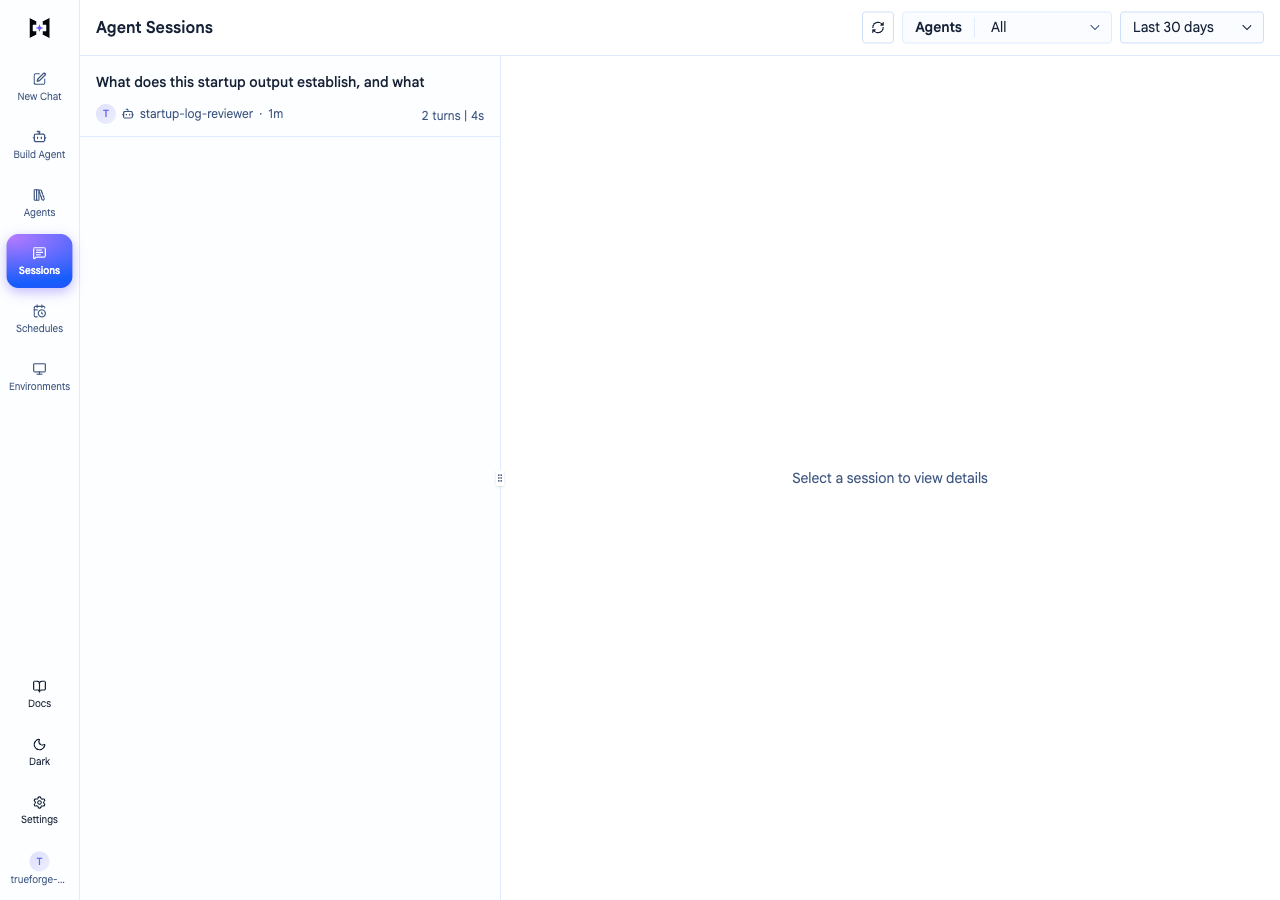 Agent Sessions
Agents
All
Last 30 days
New Chat
Build Agent
Agents
Sessions
Schedules
Environments
Docs
Dark
Settings
T
trueforge-...
What does this startup output establish, and what
T startup-log-reviewer · 1m
2 turns | 4s
Select a session to view details